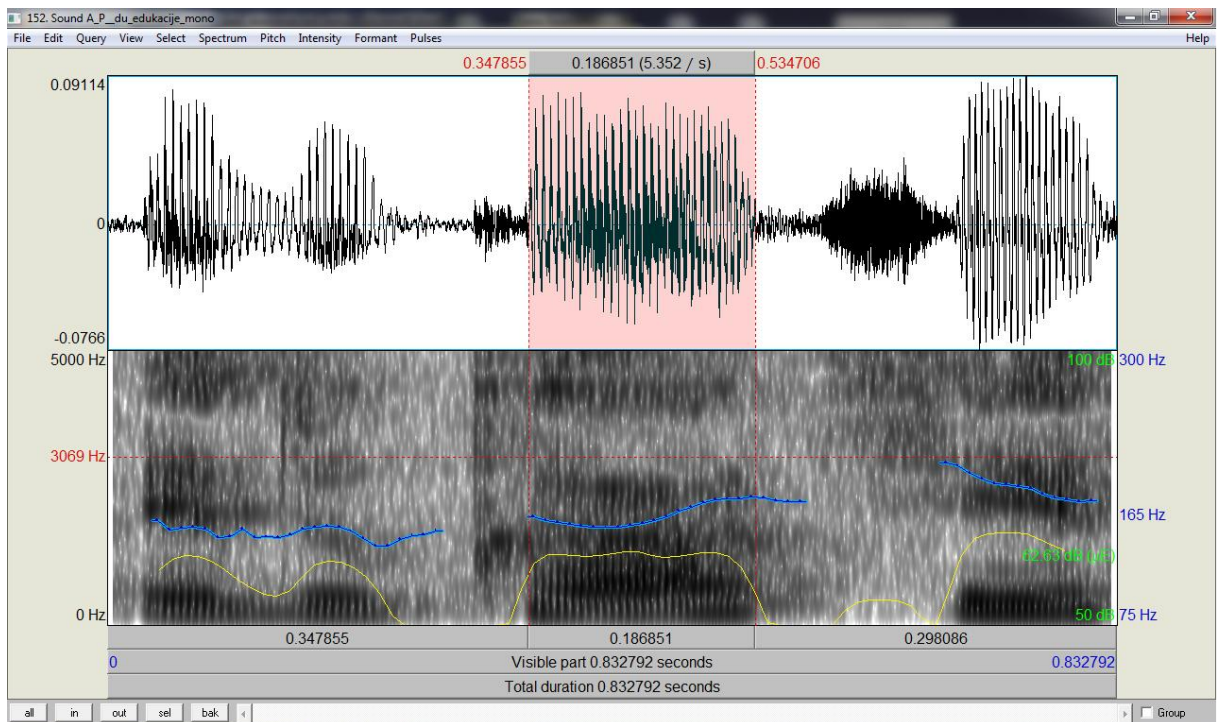 152. Sound A_P__du_edukacije_mono
File Edit Query View Select Spectrum Pitch Intensity Formant Pulses Help
0.347855 0.186851 (5.352 / s) 0.534706
0.09114
0
-0.0766
5000 Hz 100 dB 300 Hz
3069 Hz
165 Hz
62.63 dB (µE)
0 Hz 50 dB 75 Hz
0.347855 0.186851 0.298086
0 Visible part 0.832792 seconds 0.832792
Total duration 0.832792 seconds
all in out sel bak Group